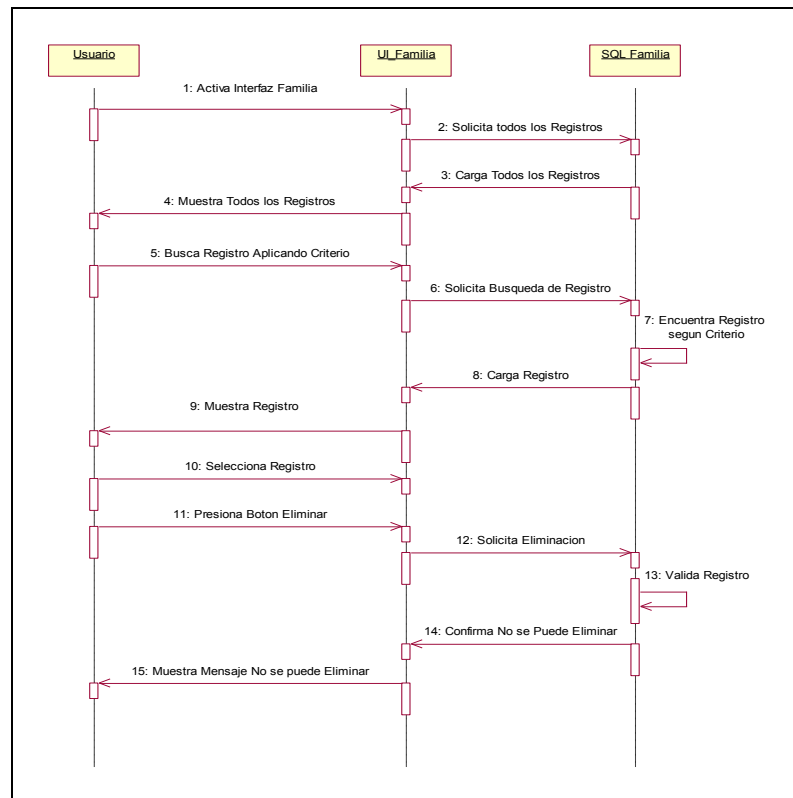 Usuario
UI_Familia
SQL Familia
1: Activa Interfaz Familia
2: Solicita todos los Registros
3: Carga Todos los Registros
4: Muestra Todos los Registros
5: Busca Registro Aplicando Criterio
6: Solicita Busqueda de Registro
7: Encuentra Registro
segun Criterio
8: Carga Registro
9: Muestra Registro
10: Selecciona Registro
11: Presiona Boton Eliminar
12: Solicita Eliminacion
13: Valida Registro
14: Confirma No se Puede Eliminar
15: Muestra Mensaje No se puede Eliminar